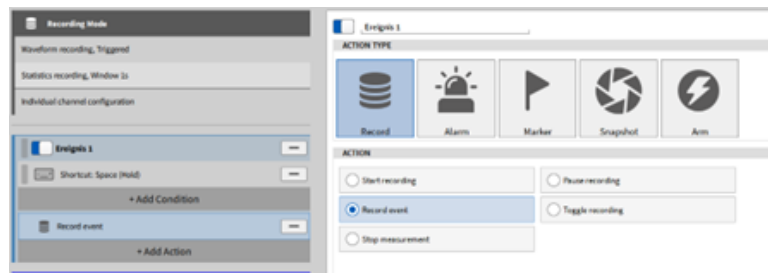 Recording Mode
Waveform recording, Triggered
Statistics recording, Window 1s
Individual channel configuration
Ereignis 1
Shortcut: Space (Hold)
+ Add Condition
Record event
+ Add Action
Ereignis 1
ACTION TYPE
Record
Alarm
Marker
Snapshot
Arm
ACTION
Start recording
Pause recording
Record event
Toggle recording
Stop measurement